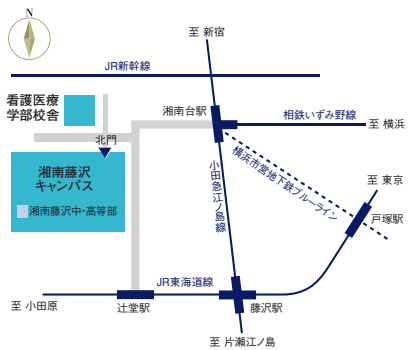 N
至 新宿
JR新幹線
看護医療
学部校舎
湘南台駅
相鉄いずみ野線
至 横浜
北門
横浜市営地下鉄ブルーライン
湘南藤沢
キャンパス
小田急江ノ島線
至 東京
湘南藤沢中・高等部
戸塚駅
JR東海道線
至 小田原
辻堂駅
藤沢駅
至 片瀬江ノ島